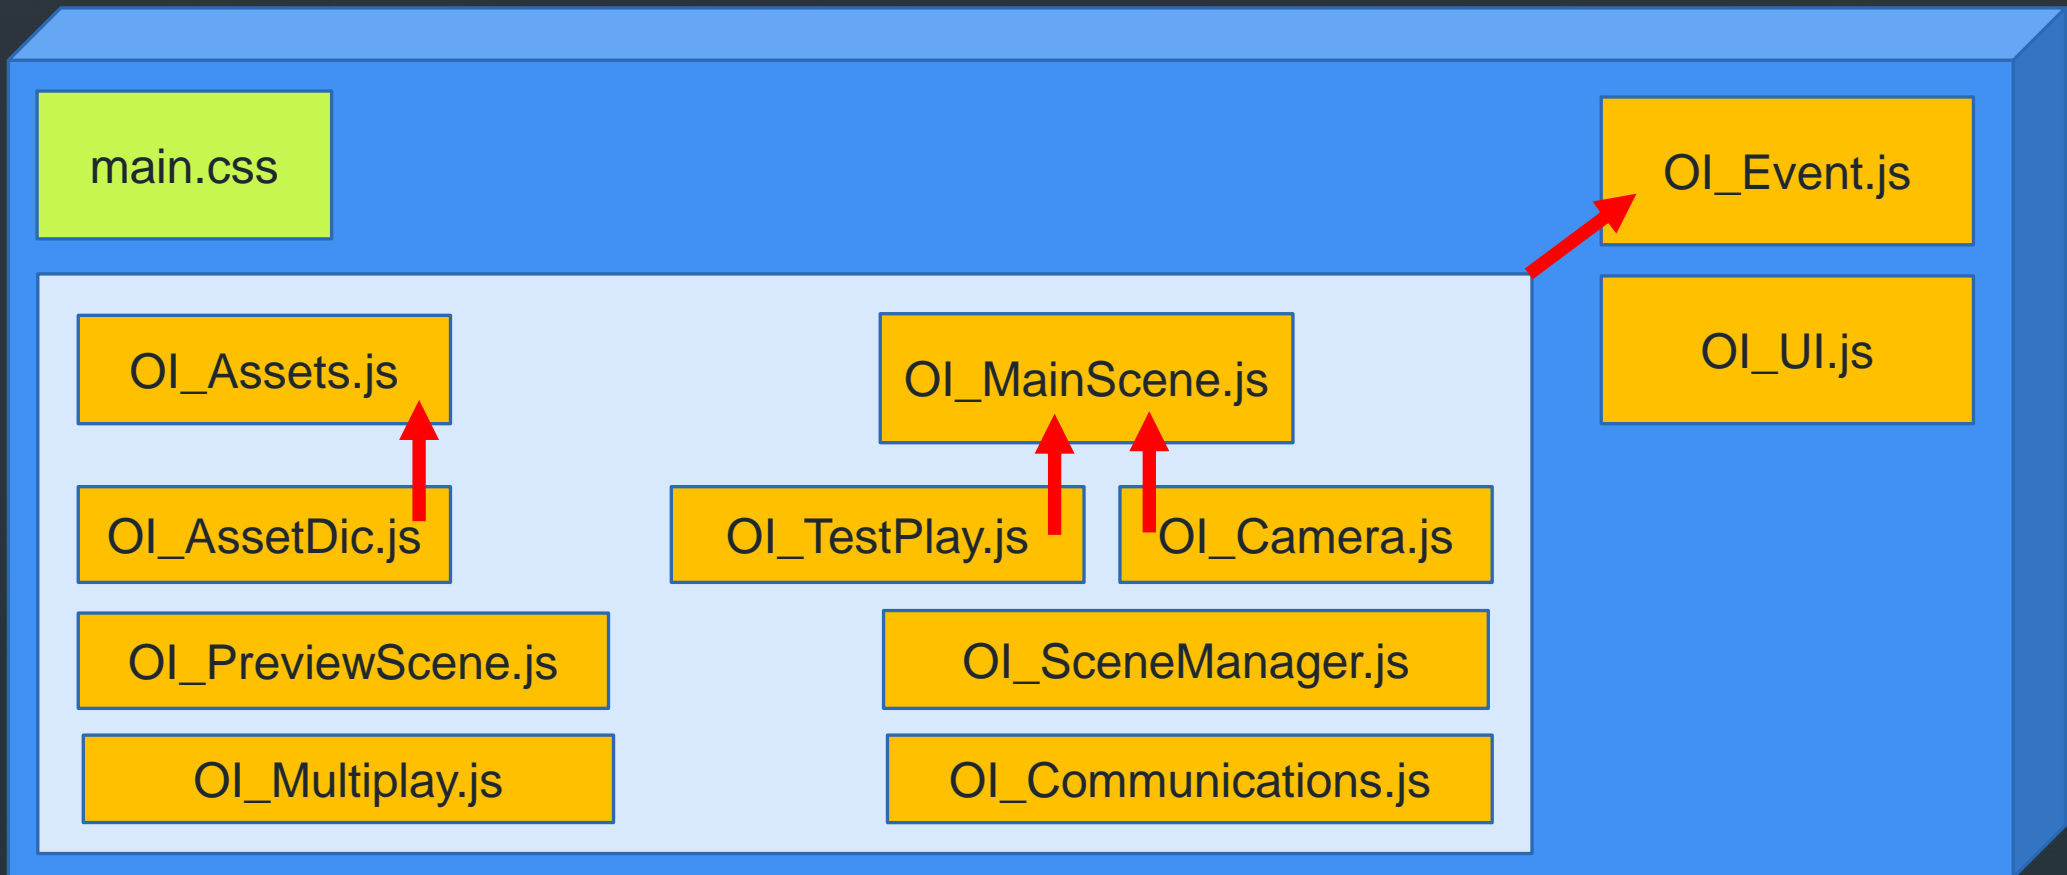 main.css
OI_Event.js
OI_Assets.js
OI_MainScene.js
OI_UI.js
OI_AssetDic.js
OI_TestPlay.js
OI_Camera.js
OI_PreviewScene.js
OI_SceneManager.js
OI_Multiplay.js
OI_Communications.js